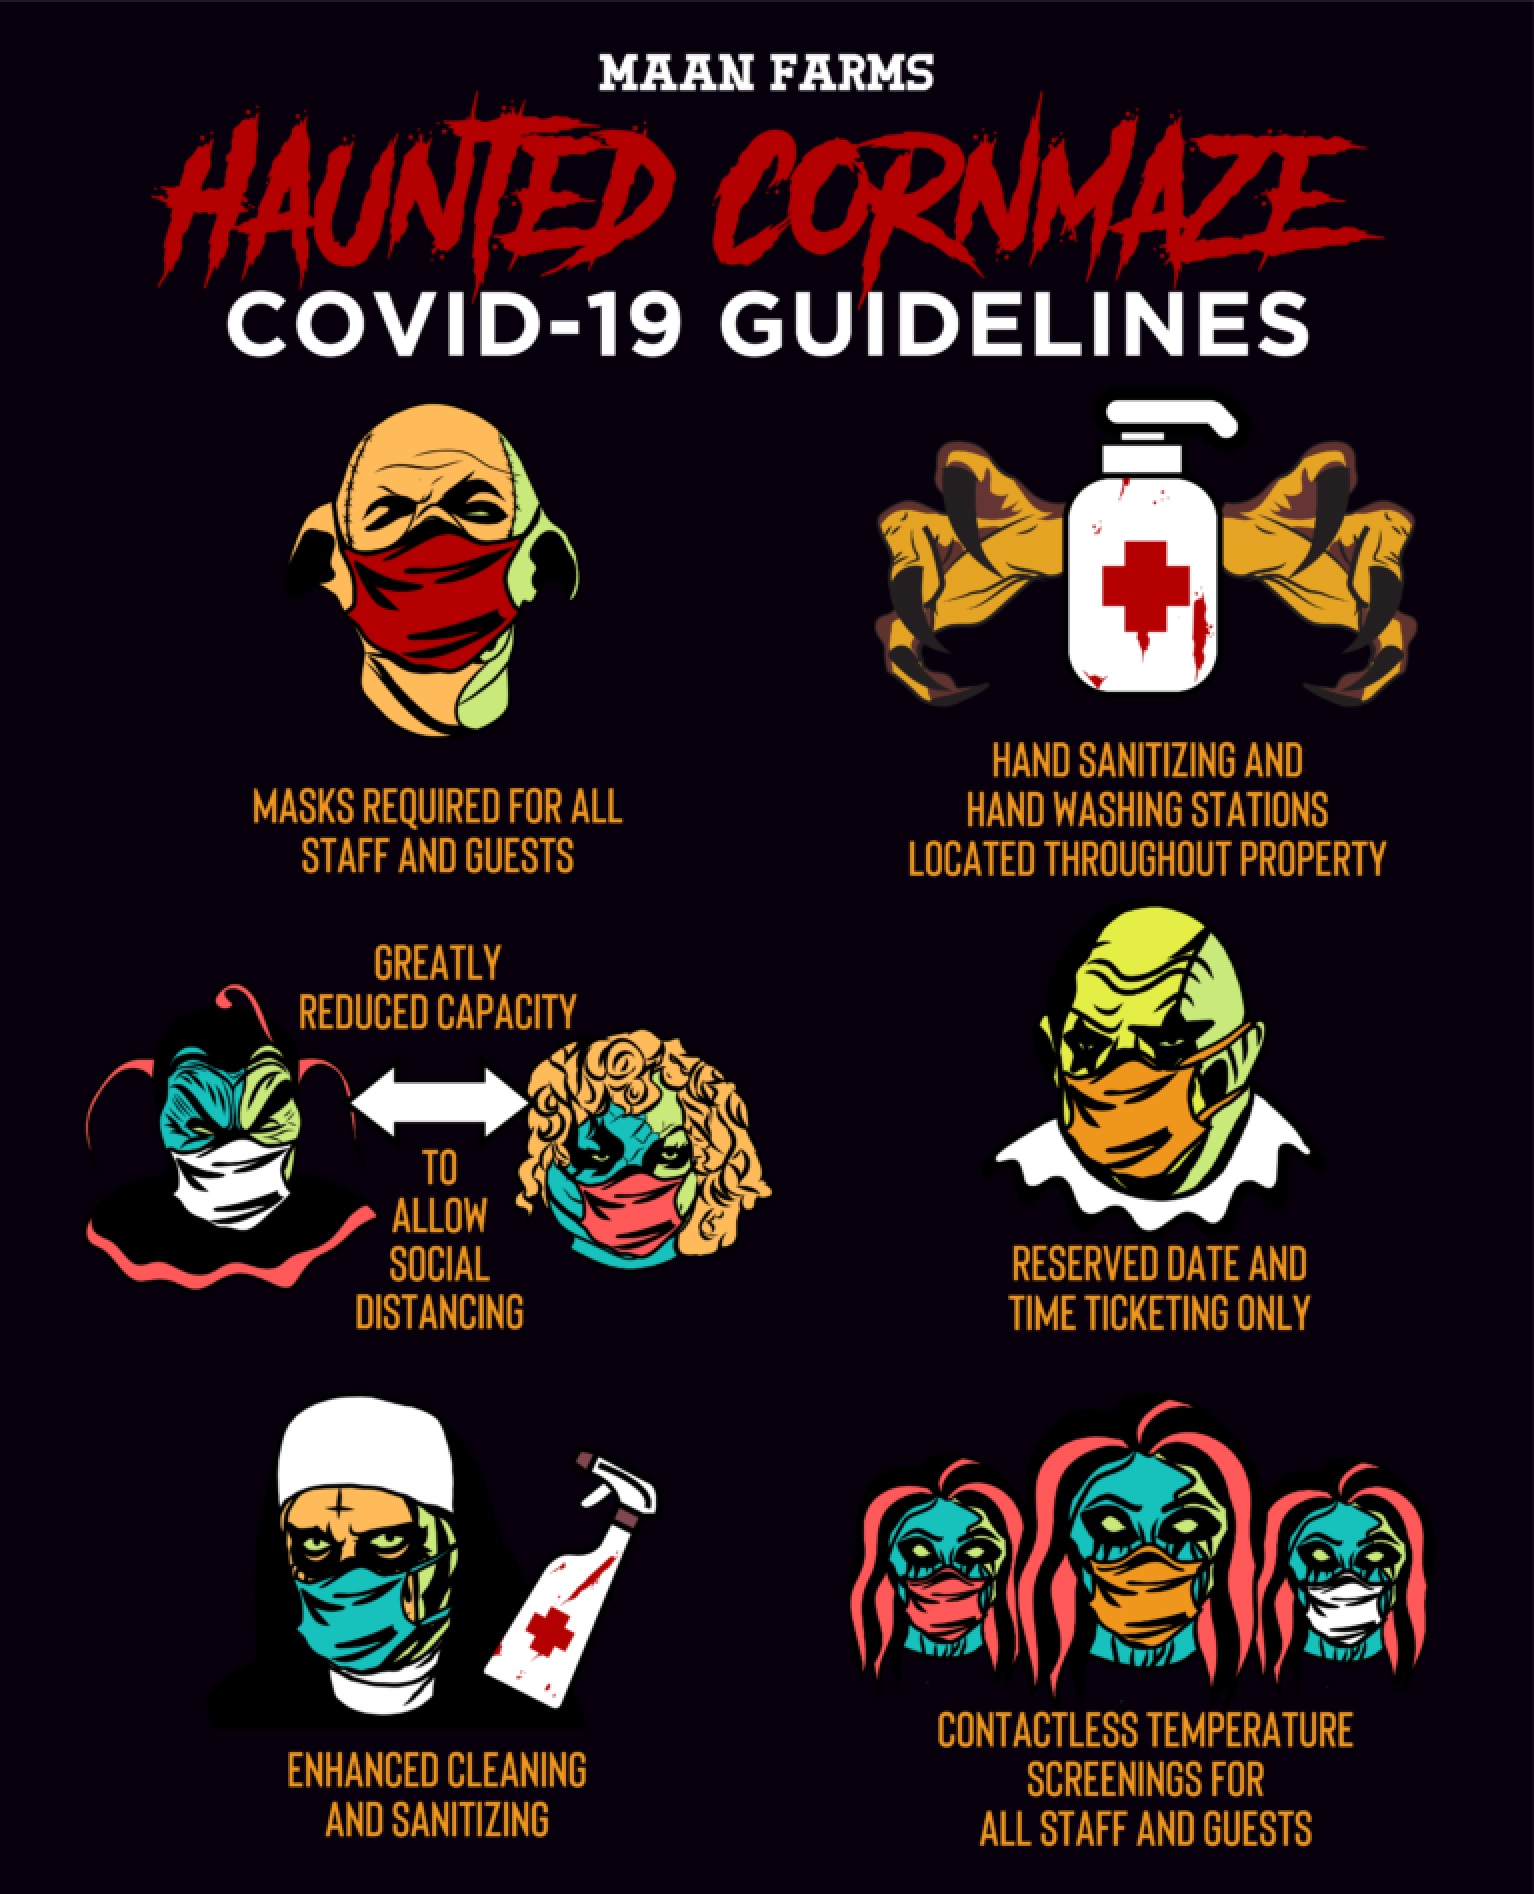 MAAN FARMS
HAUNTED CORNMAZE
COVID-19 GUIDELINES
MASKS REQUIRED FOR ALL
STAFF AND GUESTS
HAND SANITIZING AND
HAND WASHING STATIONS
LOCATED THROUGHOUT PROPERTY
GREATLY
REDUCED CAPACITY
TO
ALLOW
SOCIAL
DISTANCING
RESERVED DATE AND
TIME TICKETING ONLY
ENHANCED CLEANING
AND SANITIZING
CONTACTLESS TEMPERATURE
SCREENINGS FOR
ALL STAFF AND GUESTS